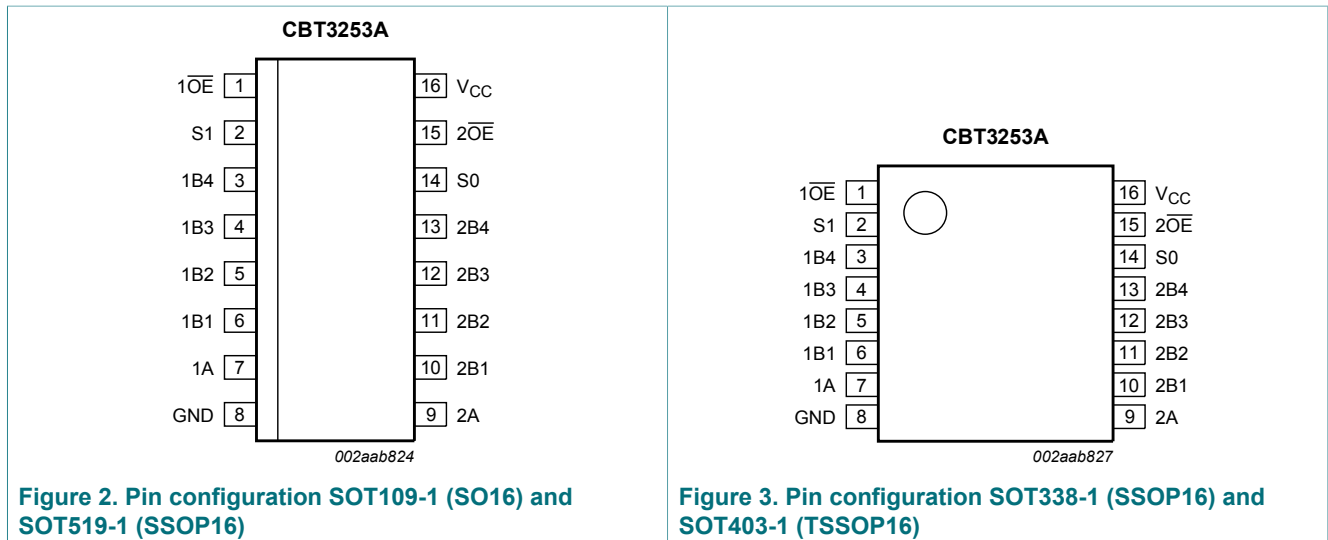 CBT3253A
1O̅E̅ 1 16 VCC
S1 2 15 2O̅E̅
1B4 3 14 S0
1B3 4 13 2B4
1B2 5 12 2B3
1B1 6 11 2B2
1A 7 10 2B1
GND 8 9 2A
002aab824
Figure 2. Pin configuration SOT109-1 (SO16) and
SOT519-1 (SSOP16)
CBT3253A
1O̅E̅ 1 16 VCC
S1 2 15 2O̅E̅
1B4 3 14 S0
1B3 4 13 2B4
1B2 5 12 2B3
1B1 6 11 2B2
1A 7 10 2B1
GND 8 9 2A
002aab827
Figure 3. Pin configuration SOT338-1 (SSOP16) and
SOT403-1 (TSSOP16)